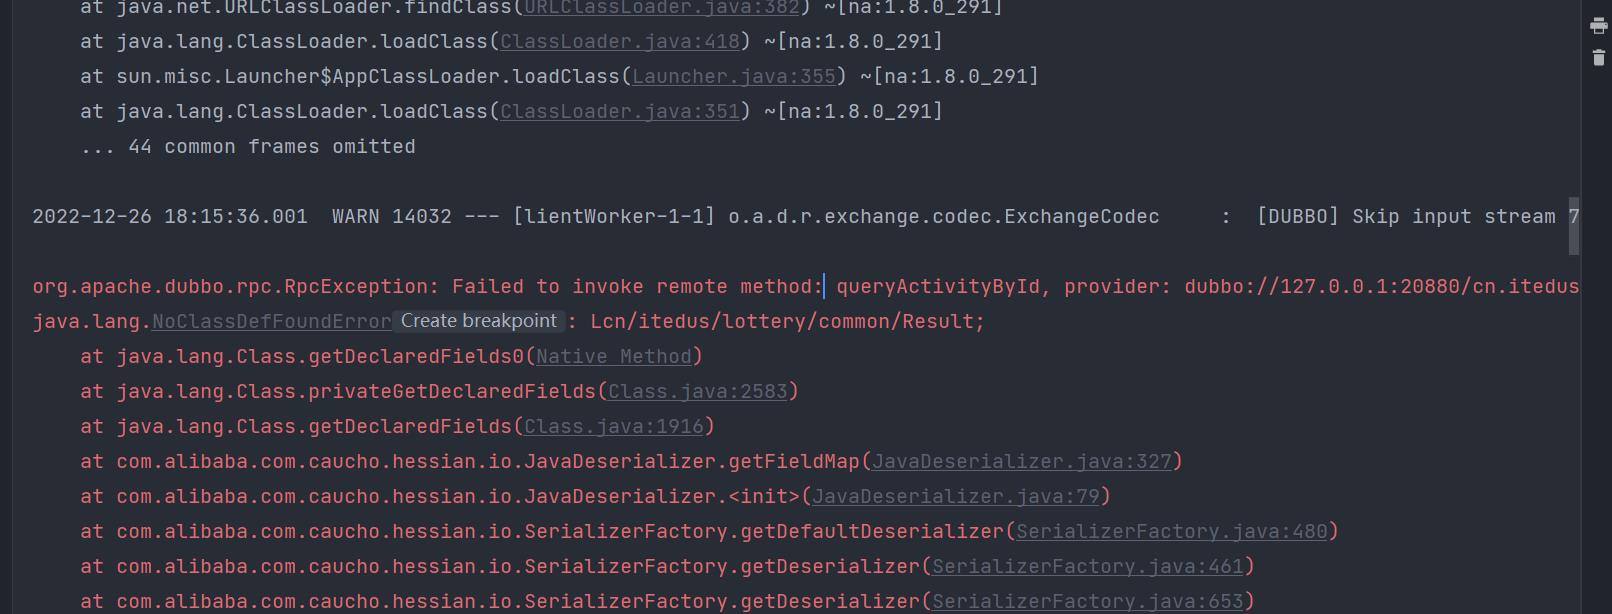 at java.net.URLClassLoader.findClass(URLClassLoader.java:382) ~[na:1.8.0_291]
at java.lang.ClassLoader.loadClass(ClassLoader.java:418) ~[na:1.8.0_291]
at sun.misc.Launcher$AppClassLoader.loadClass(Launcher.java:355) ~[na:1.8.0_291]
at java.lang.ClassLoader.loadClass(ClassLoader.java:351) ~[na:1.8.0_291]
... 44 common frames omitted
2022-12-26 18:15:36.001  WARN 14032 --- [lientWorker-1-1] o.a.d.r.exchange.codec.ExchangeCodec     :  [DUBBO] Skip input stream 7
org.apache.dubbo.rpc.RpcException: Failed to invoke remote method: queryActivityById, provider: dubbo://127.0.0.1:20880/cn.itedus
java.lang.NoClassDefFoundError Create breakpoint : Lcn/itedus/lottery/common/Result;
at java.lang.Class.getDeclaredFields0(Native Method)
at java.lang.Class.privateGetDeclaredFields(Class.java:2583)
at java.lang.Class.getDeclaredFields(Class.java:1916)
at com.alibaba.com.caucho.hessian.io.JavaDeserializer.getFieldMap(JavaDeserializer.java:327)
at com.alibaba.com.caucho.hessian.io.JavaDeserializer.<init>(JavaDeserializer.java:79)
at com.alibaba.com.caucho.hessian.io.SerializerFactory.getDefaultDeserializer(SerializerFactory.java:480)
at com.alibaba.com.caucho.hessian.io.SerializerFactory.getDeserializer(SerializerFactory.java:461)
at com.alibaba.com.caucho.hessian.io.SerializerFactory.getDeserializer(SerializerFactory.java:653)